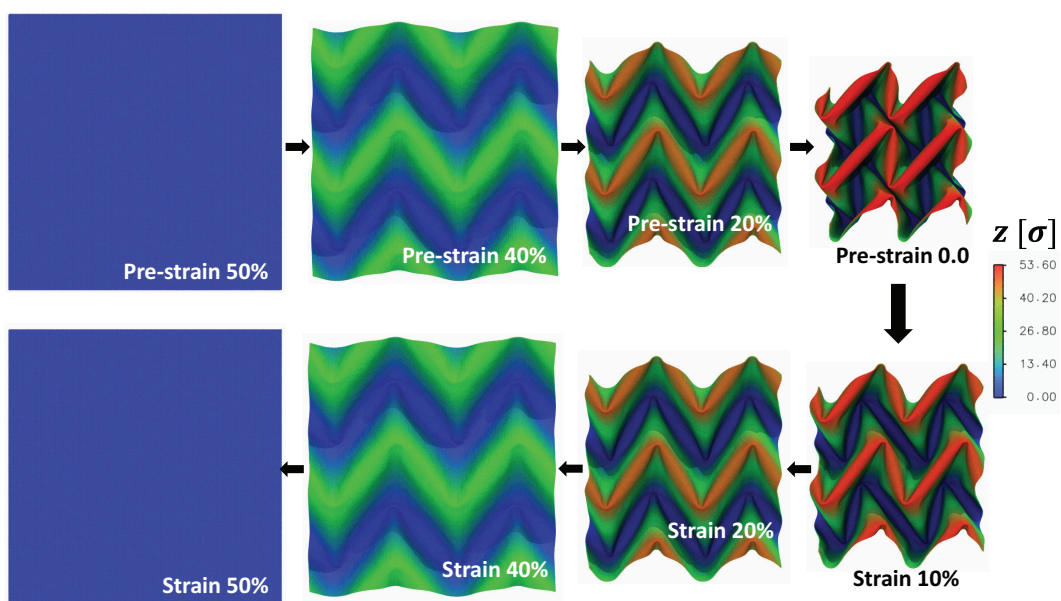 Pre-strain 50%
Pre-strain 40%
Pre-strain 20%
Pre-strain 0.0
z [σ]
53.60
40.20
26.80
13.40
0.00
Strain 50%
Strain 40%
Strain 20%
Strain 10%